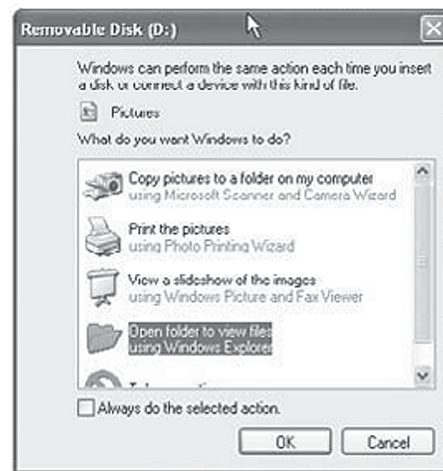 Removable Disk (D:)
Windows can perform the same action each time you insert
a disk or connect a device with this kind of file.
Pictures
What do you want Windows to do?
Copy pictures to a folder on my computer
using Microsoft Scanner and Camera Wizard
Print the pictures
using Photo Printing Wizard
View a slideshow of the images
using Windows Picture and Fax Viewer
Open folder to view files
using Windows Explorer
Always do the selected action.
OK Cancel